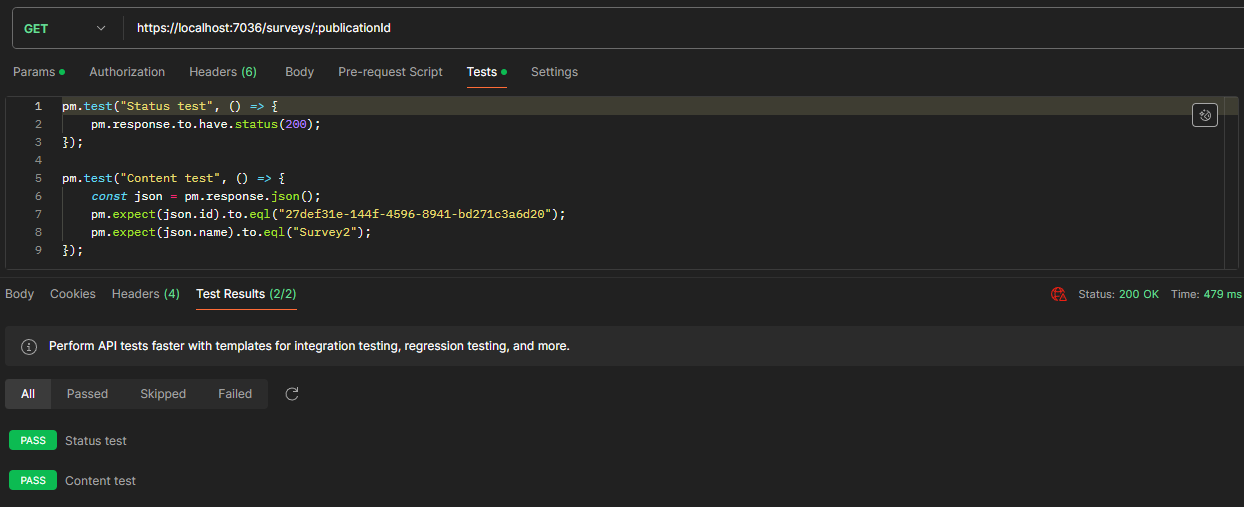 GET https://localhost:7036/surveys/:publicationId
Params Authorization Headers (6) Body Pre-request Script Tests Settings
1 pm.test("Status test", () => {
2 pm.response.to.have.status(200);
3 });
4
5 pm.test("Content test", () => {
6 const json = pm.response.json();
7 pm.expect(json.id).to.eql("27def31e-144f-4596-8941-bd271c3a6d20");
8 pm.expect(json.name).to.eql("Survey2");
9 });
Body Cookies Headers (4) Test Results (2/2) Status: 200 OK Time: 479 ms
Perform API tests faster with templates for integration testing, regression testing, and more.
All Passed Skipped Failed
PASS Status test
PASS Content test